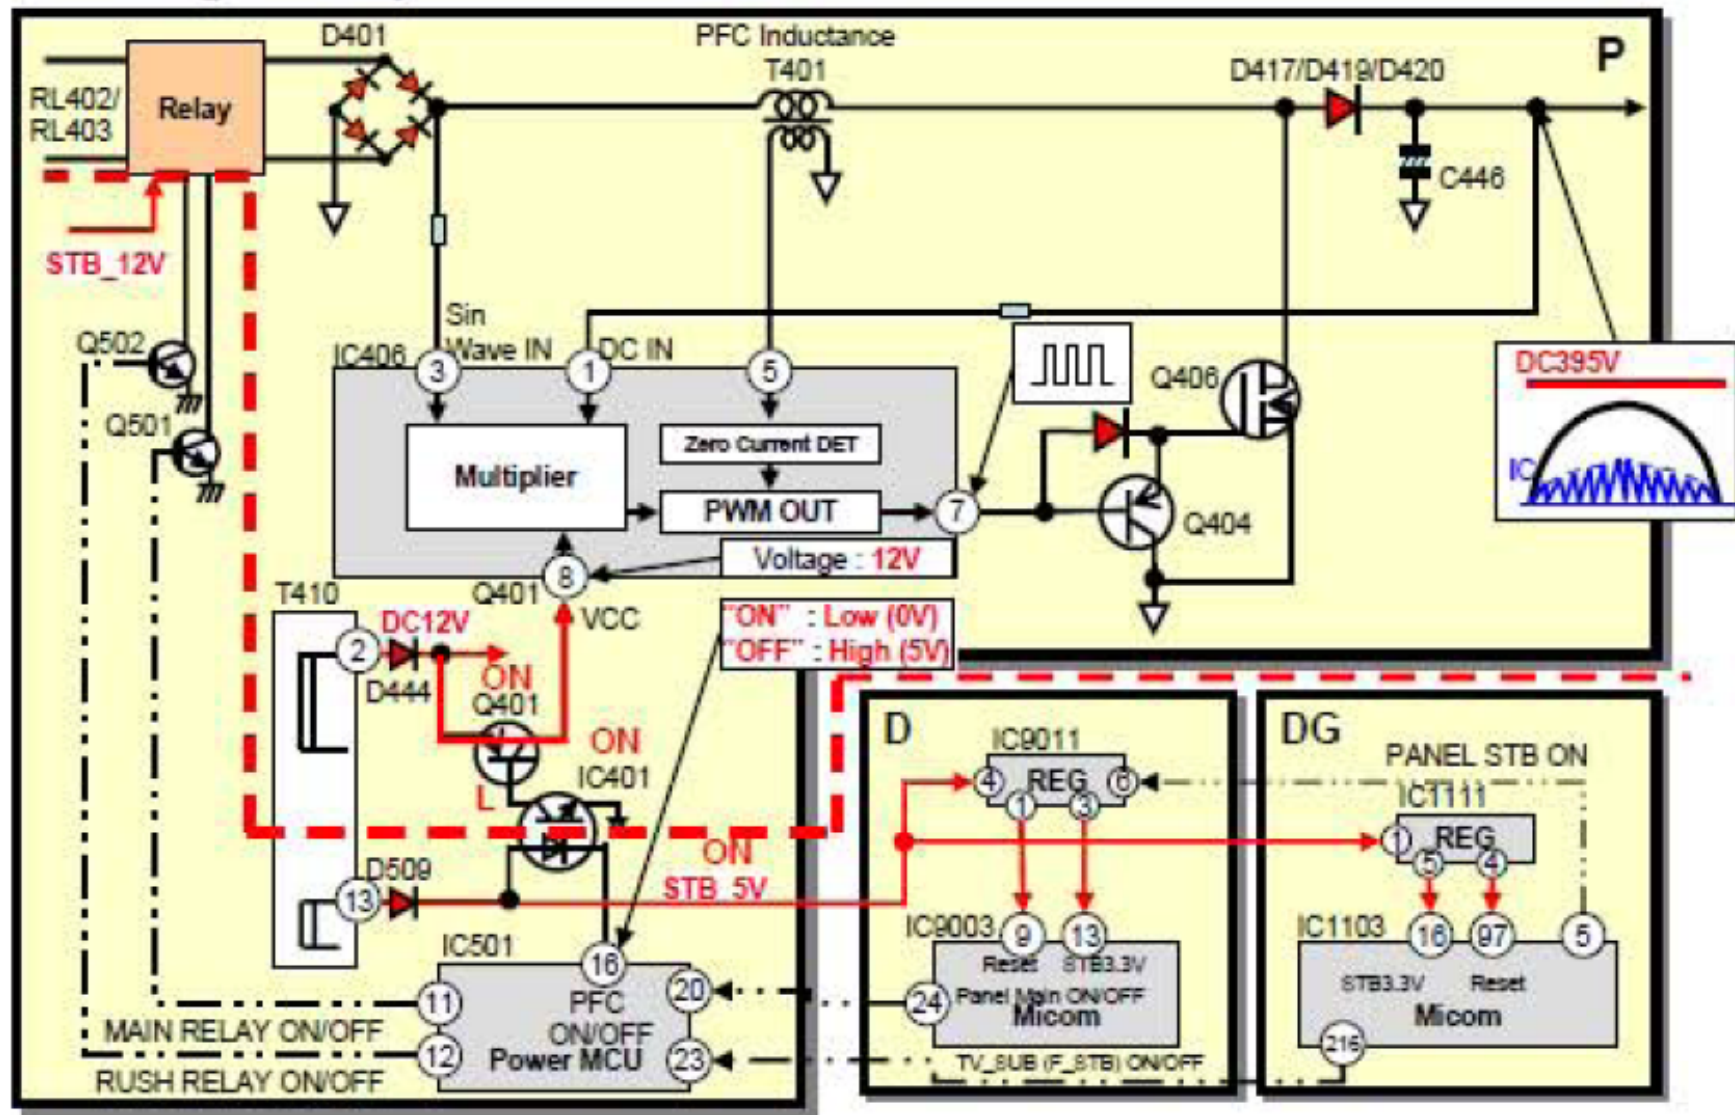 D401
PFC Inductance
T401
D417/D419/D420
P
RL402/
RL403
Relay
C446
STB_12V
Sin
Wave IN
Q502
IC406
DC IN
3
1
5
Q406
DC395V
Q501
Zero Current DET
Multiplier
IC
PWM OUT
7
Q404
Voltage : 12V
8
T410
Q401
VCC
"ON" : Low (0V)
"OFF" : High (5V)
DC12V
2
D444
ON
Q401
ON
IC401
L
D
IC9011
4
REG
6
1
3
DG
PANEL STB ON
IC1111
1
REG
5
4
D509
13
ON
STB_5V
IC501
16
PFC
ON/OFF
Power MCU
11
12
20
23
MAIN RELAY ON/OFF
RUSH RELAY ON/OFF
IC9003
9
13
Reset
STB3.3V
24
Panel Main ON/OFF
Micom
TV_SUB (F_STB) ON/OFF
IC1103
16
97
5
STB3.3V
Reset
Micom
216